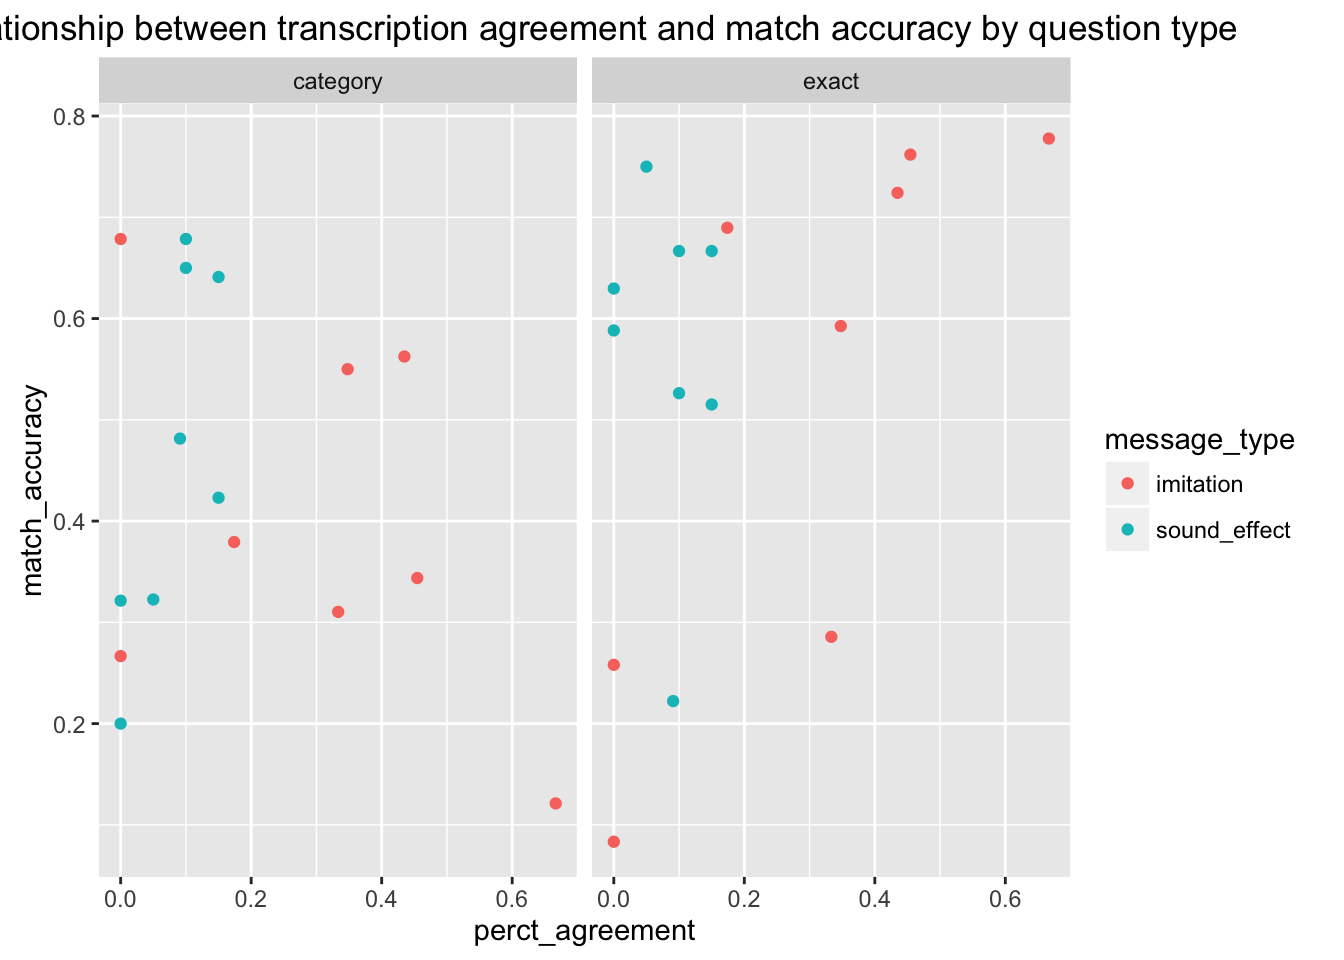 ationship between transcription agreement and match accuracy by question type
category
exact
0.8
0.6
0.4
0.2
match_accuracy
0.0
0.2
0.4
0.6
0.0
0.2
0.4
0.6
perct_agreement
message_type
imitation
sound_effect